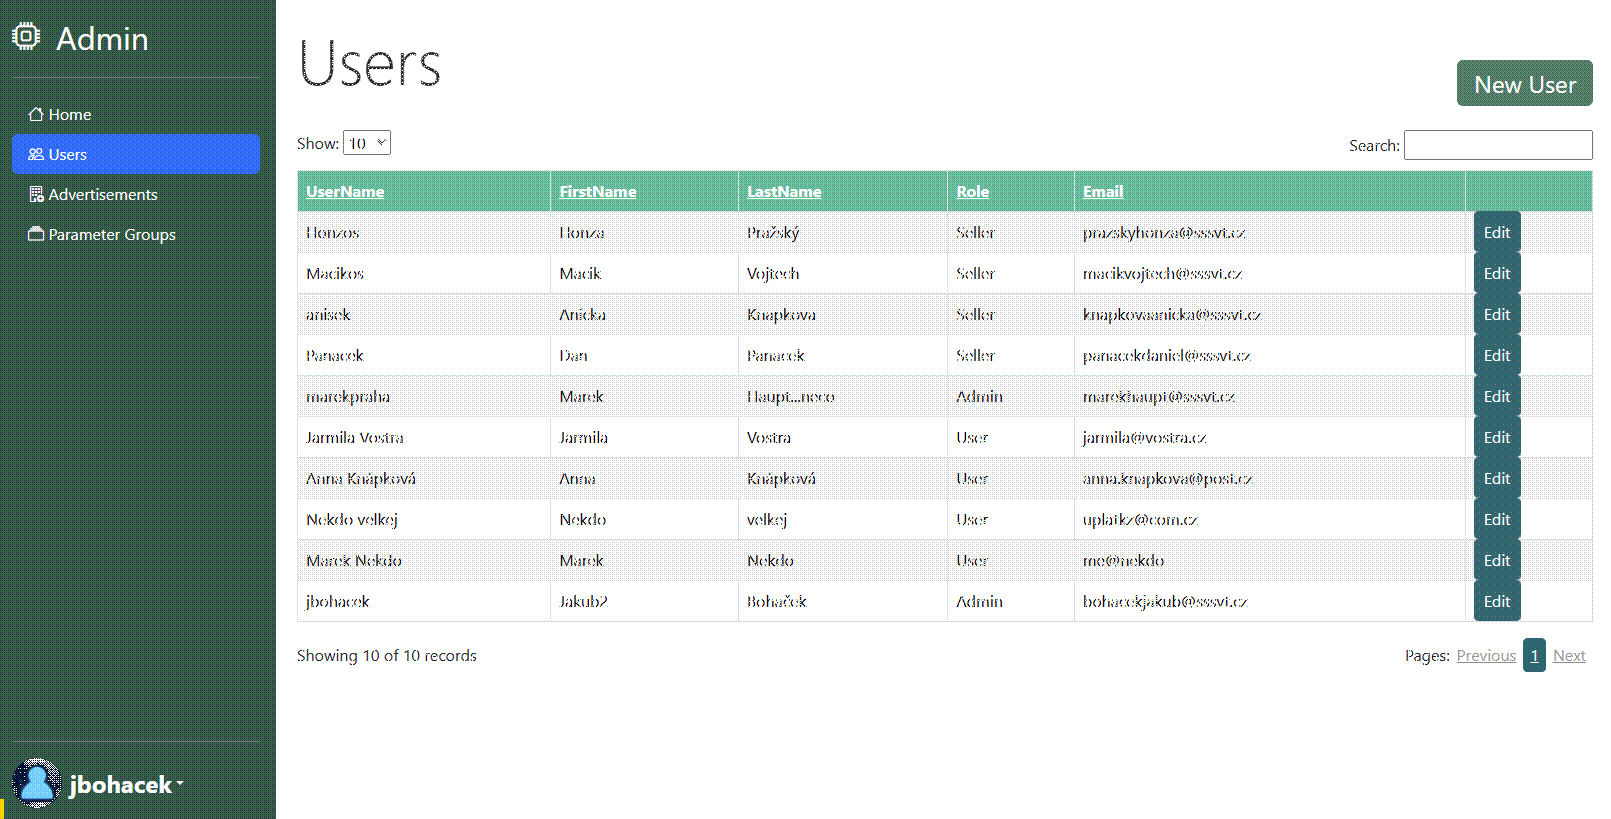 Admin
Home
Users
Advertisements
Parameter Groups
jbohacek
Users
New User
Show: 10
Search:
UserName FirstName LastName Role Email
Honzos Honza Pražský Seller prazskyhonza@sssvt.cz Edit
Macikos Macik Vojtech Seller macikvojtech@sssvt.cz Edit
anisek Anicka Knapkova Seller knapkovaanicka@sssvt.cz Edit
Panacek Dan Panacek Seller panacekdaniel@sssvt.cz Edit
marekpraha Marek Haupt...neco Admin marekhaupt@sssvt.cz Edit
Jarmila Vostra Jarmila Vostra User jarmila@vostra.cz Edit
Anna Knápková Anna Knápková User anna.knapkova@post.cz Edit
Nekdo velkej Nekdo velkej User uplatkz@com.cz Edit
Marek Nekdo Marek Nekdo User me@nekdo Edit
jbohacek Jakub2 Boháček Admin bohacekjakub@sssvt.cz Edit
Showing 10 of 10 records
Pages: Previous 1 Next